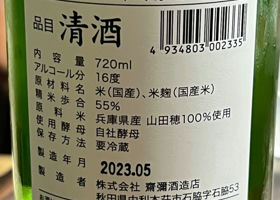 品目 清酒
4 934803 002335
内容量 720ml
アルコール分 16度
原材料名 米(国産)、米麹(国産米)
精米歩合 55%
原料米 兵庫県産 山田穂100%使用
使用酵母 自社酵母
保存方法 要冷蔵
製造年月 2023.05
製造者 株式会社 齋彌酒造店
秋田県由利本荘市石脇字石脇53